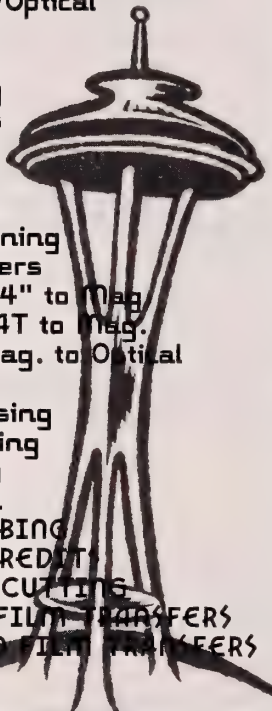 /Optical
ning
ers
4" to Mag
4T to Mag.
ag. to Optical
sing
ing
BING
REDITS
CUTTING
FILM TRANSFERS
FILM TRANSFERS